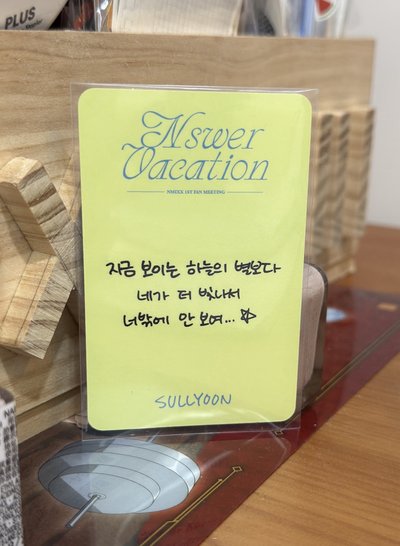 PLUS
Nswer
Vacation
NMIXX 1ST FAN MEETING
지금 보이는 하늘의 별보다
네가 더 빛나서
너밖에 안 보여... ☆
SULLYOON